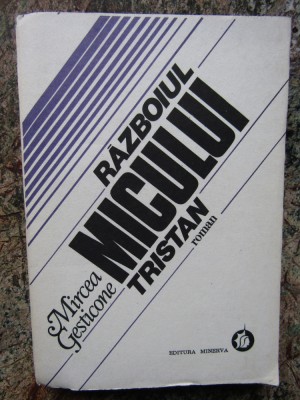 Mircea
Gesticone
RĂZBOIUL
MICULUI
TRISTAN
roman
EDITURA MINERVA